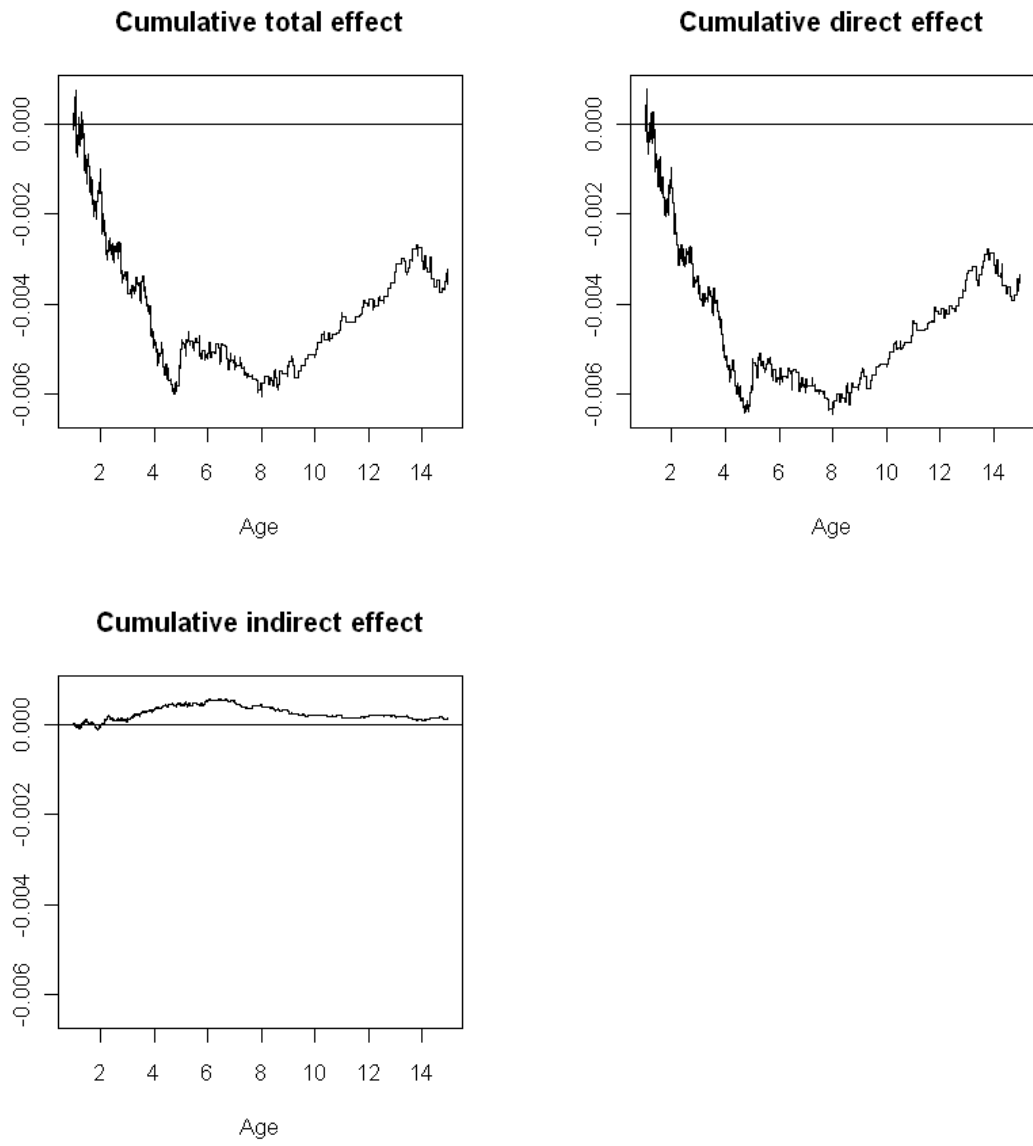 Cumulative total effect
0.000
-0.002
-0.004
-0.006
2 4 6 8 10 12 14
Age
Cumulative direct effect
0.000
-0.002
-0.004
-0.006
2 4 6 8 10 12 14
Age
Cumulative indirect effect
0.000
-0.002
-0.004
-0.006
2 4 6 8 10 12 14
Age